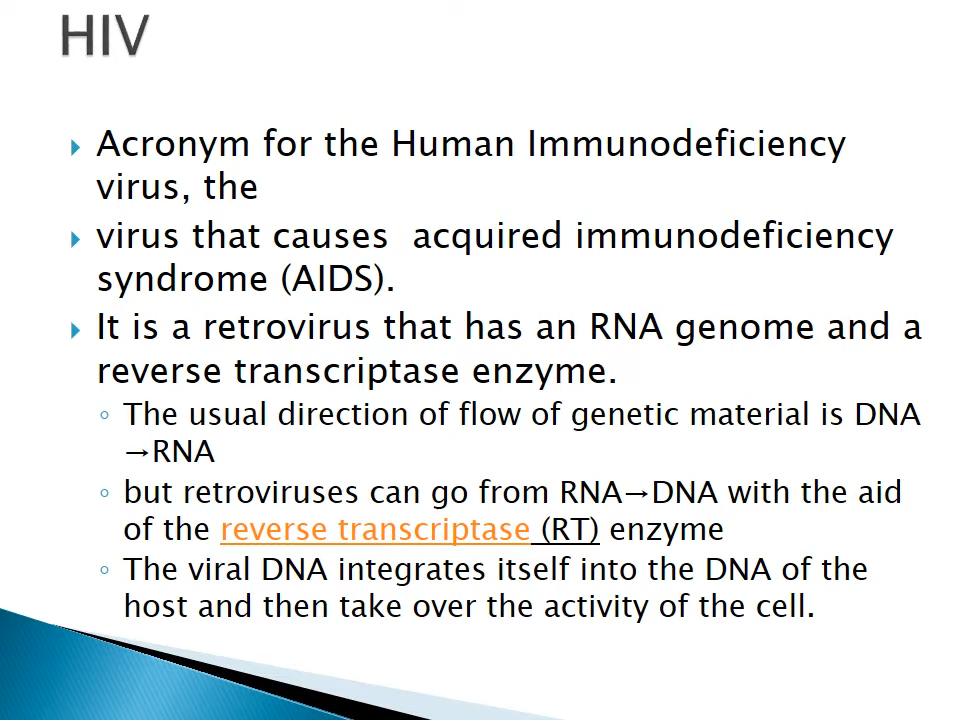 HIV
Acronym for the Human Immunodeficiency
virus, the
virus that causes  acquired immunodeficiency
syndrome (AIDS).
It is a retrovirus that has an RNA genome and a
reverse transcriptase enzyme.
The usual direction of flow of genetic material is DNA
→RNA
but retroviruses can go from RNA→DNA with the aid
of the reverse transcriptase (RT) enzyme
The viral DNA integrates itself into the DNA of the
host and then take over the activity of the cell.